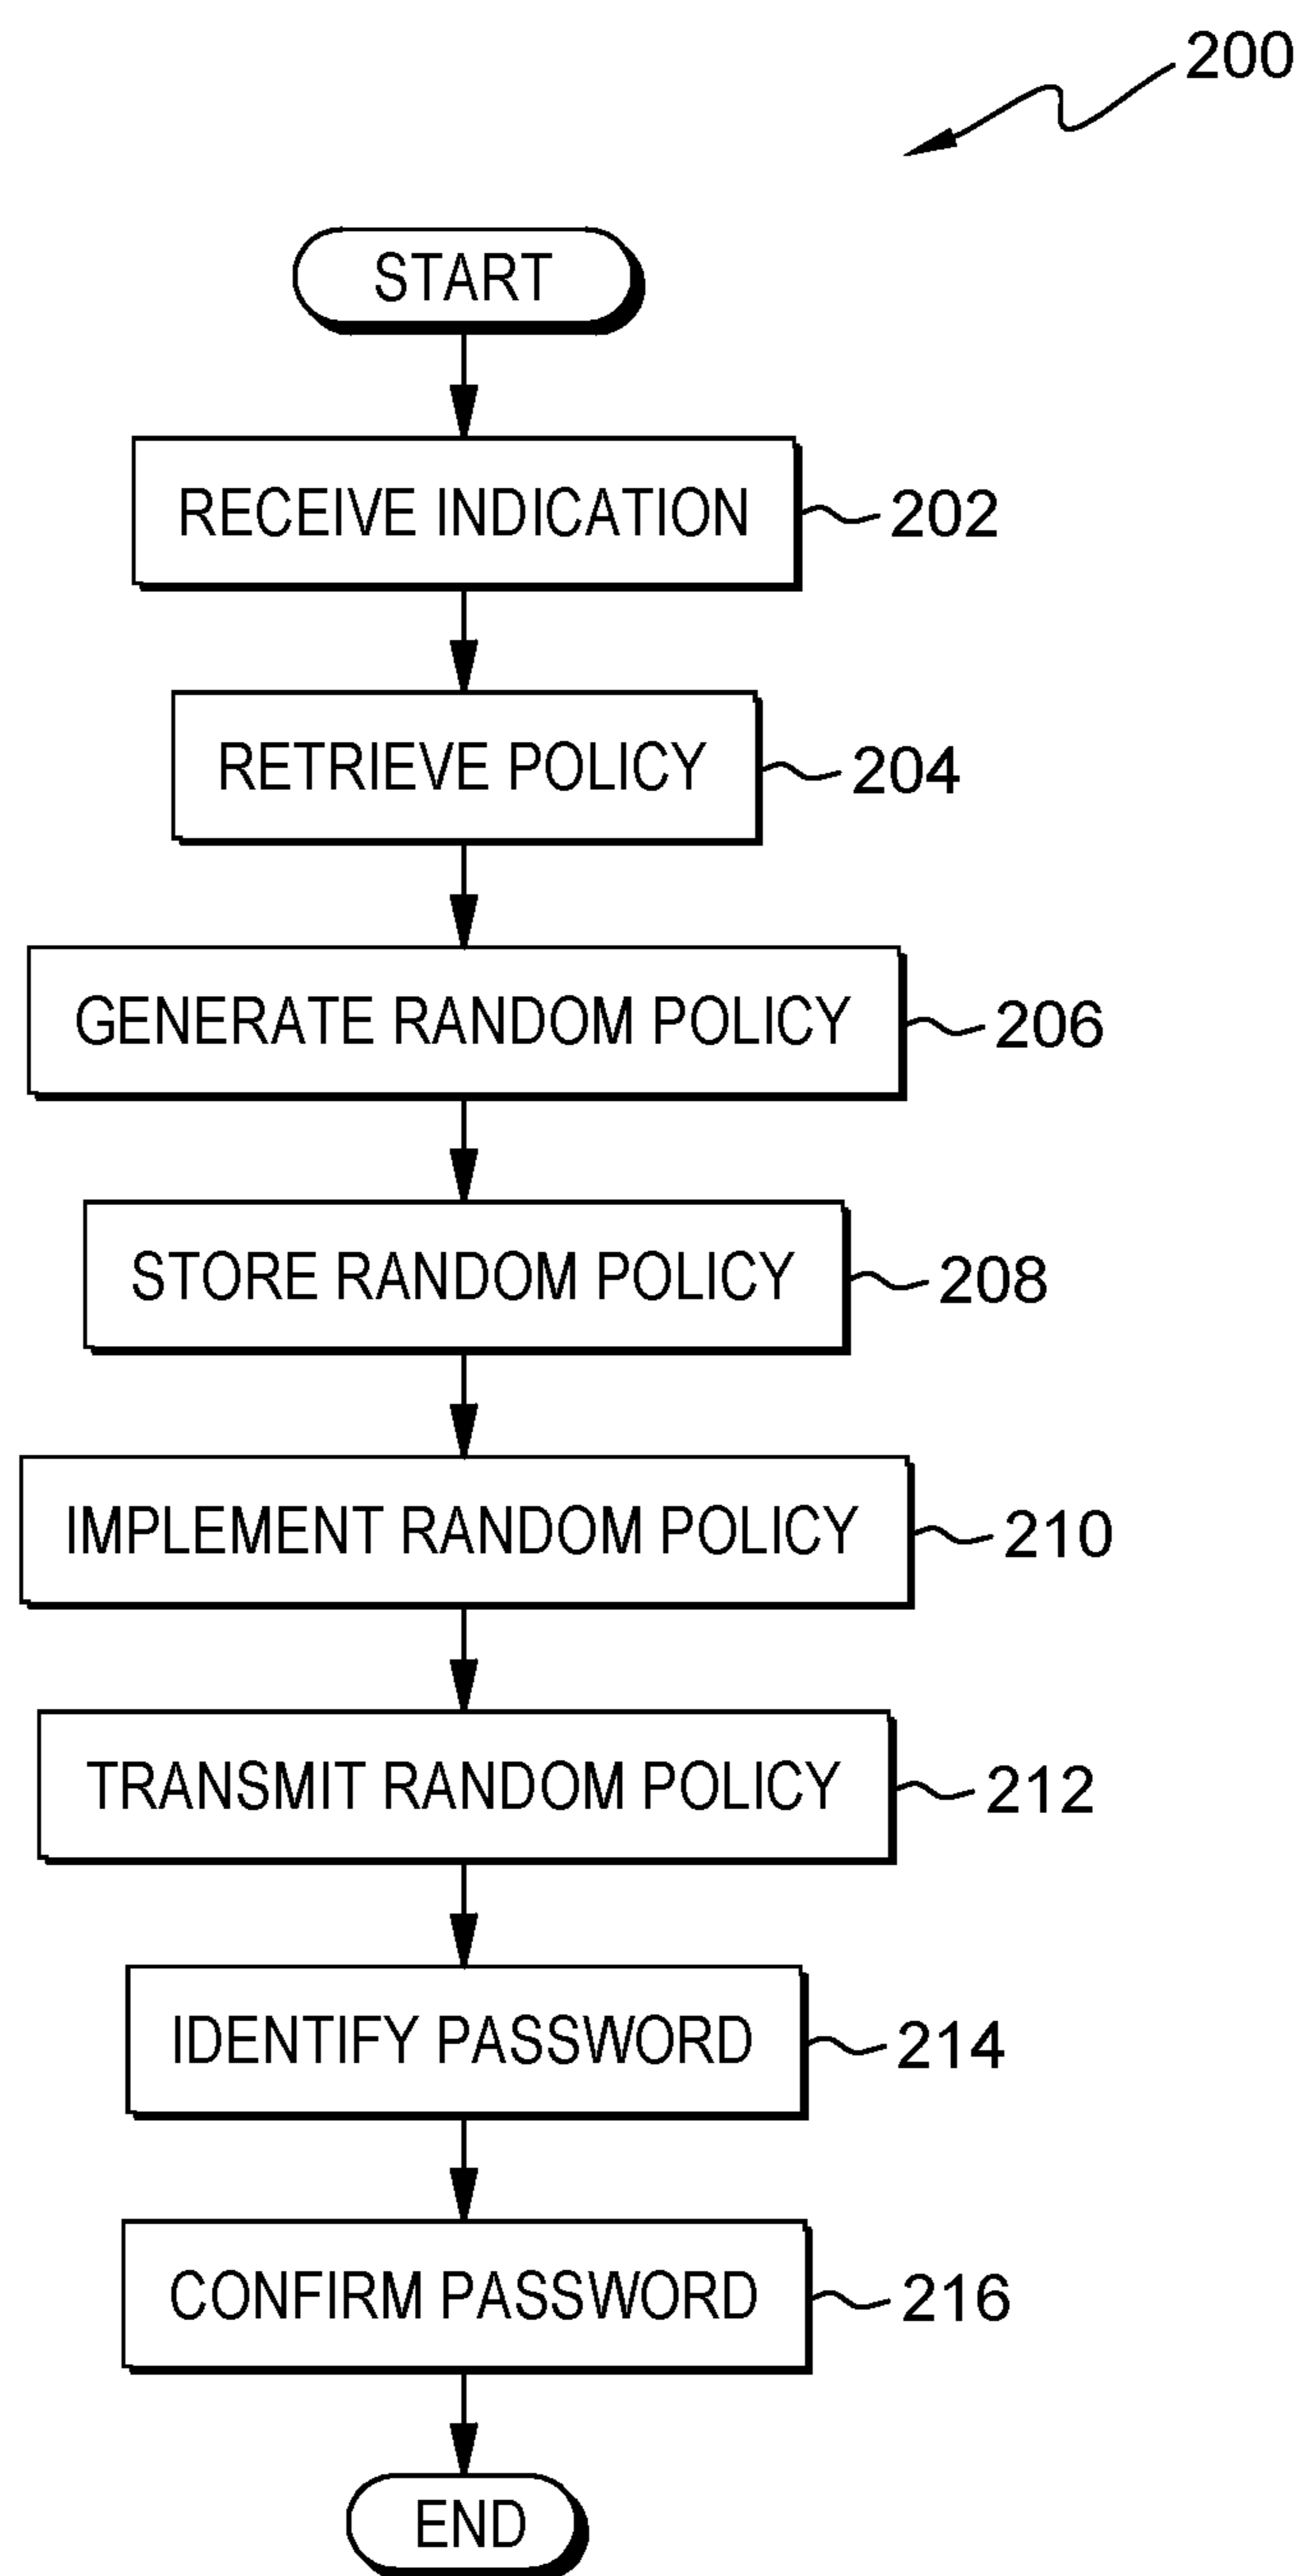 200
START
RECEIVE INDICATION 202
RETRIEVE POLICY 204
GENERATE RANDOM POLICY 206
STORE RANDOM POLICY 208
IMPLEMENT RANDOM POLICY 210
TRANSMIT RANDOM POLICY 212
IDENTIFY PASSWORD 214
CONFIRM PASSWORD 216
END